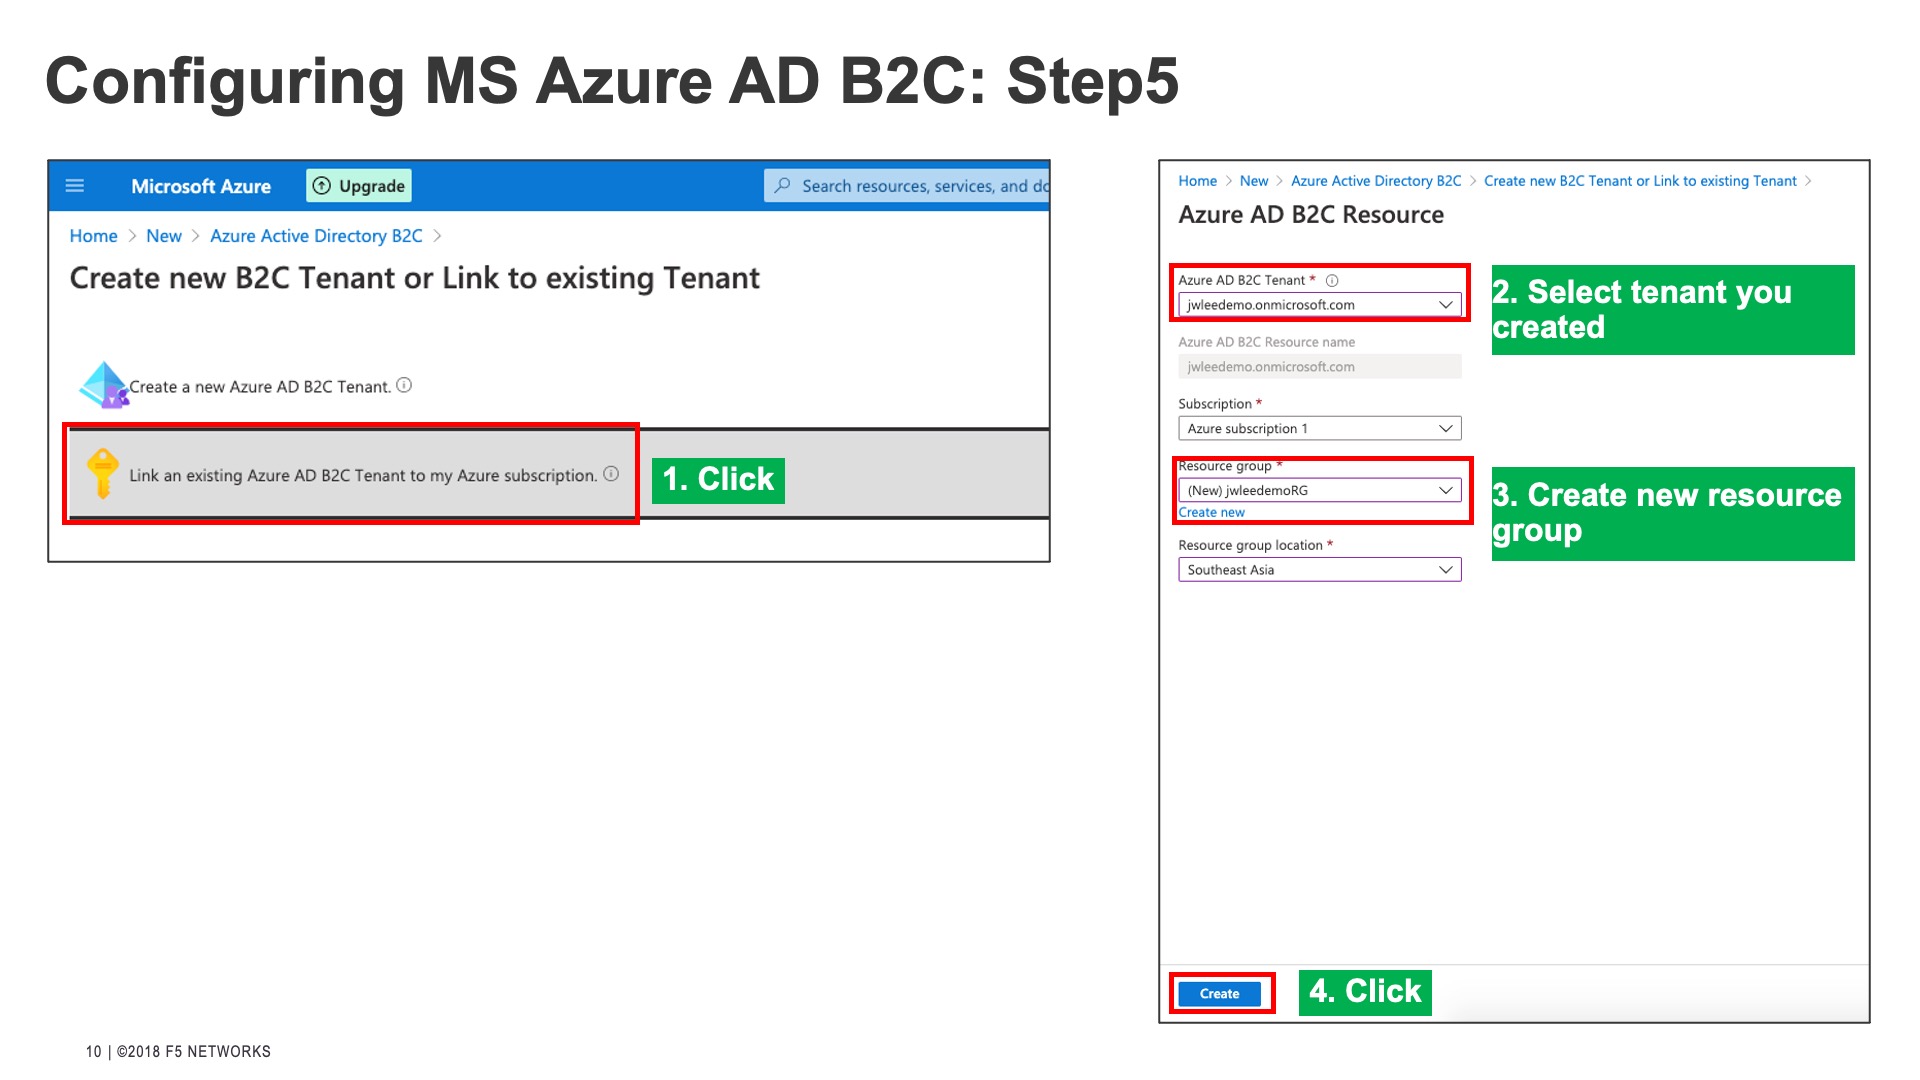 Configuring MS Azure AD B2C: Step5
Microsoft Azure
Upgrade
Search resources, services, and do
Home > New > Azure Active Directory B2C >
Create new B2C Tenant or Link to existing Tenant
Create a new Azure AD B2C Tenant.
Link an existing Azure AD B2C Tenant to my Azure subscription.
1. Click
Home > New > Azure Active Directory B2C > Create new B2C Tenant or Link to existing Tenant >
Azure AD B2C Resource
Azure AD B2C Tenant *
jwleedemo.onmicrosoft.com
2. Select tenant you
created
Azure AD B2C Resource name
jwleedemo.onmicrosoft.com
Subscription *
Azure subscription 1
Resource group *
(New) jwleedemoRG
Create new
3. Create new resource
group
Resource group location *
Southeast Asia
Create
4. Click
10 | ©2018 F5 NETWORKS